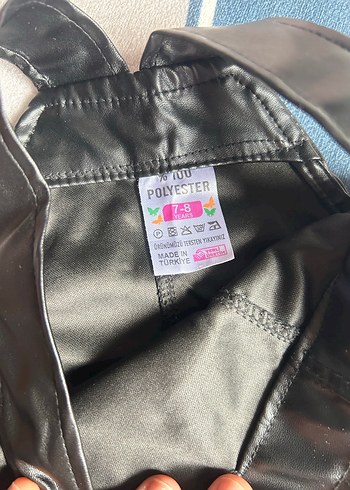 % 100
POLYESTER
7-8
YEARS
ÜRÜNÜNÜZÜ TERSTEN YIKAYINIZ
MADE IN
TÜRKİYE